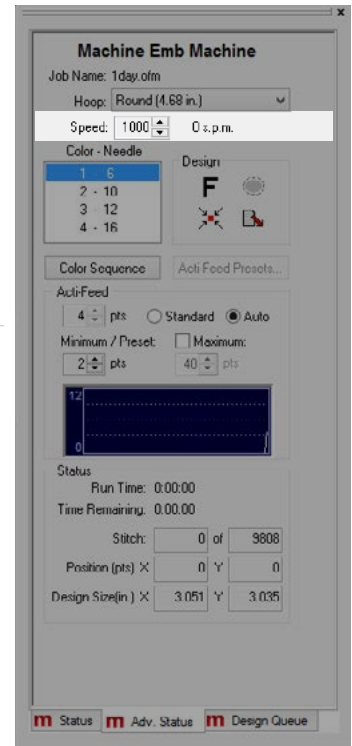 x
Machine Emb Machine
Job Name: 1day.ofm
Hoop: Round (4.68 in.)
Speed: 1000 0 s.p.m.
Color - Needle
Design
1 6
F
2 - 10
3 12
4 - 16
Color Sequence Acti Feed Presets...
Acti-Feed
4 pts Standard Auto
Minimum / Preset: Maximum:
2 pts 40 pts
12
0
Status
Run Time: 0:00:00
Time Remaining: 0.00.00
Stitch: 0 of 9808
Position (pts) X 0 Y 0
Design Size(in.) X 3.051 Y 3.035
m Status m Adv. Status m Design Queue